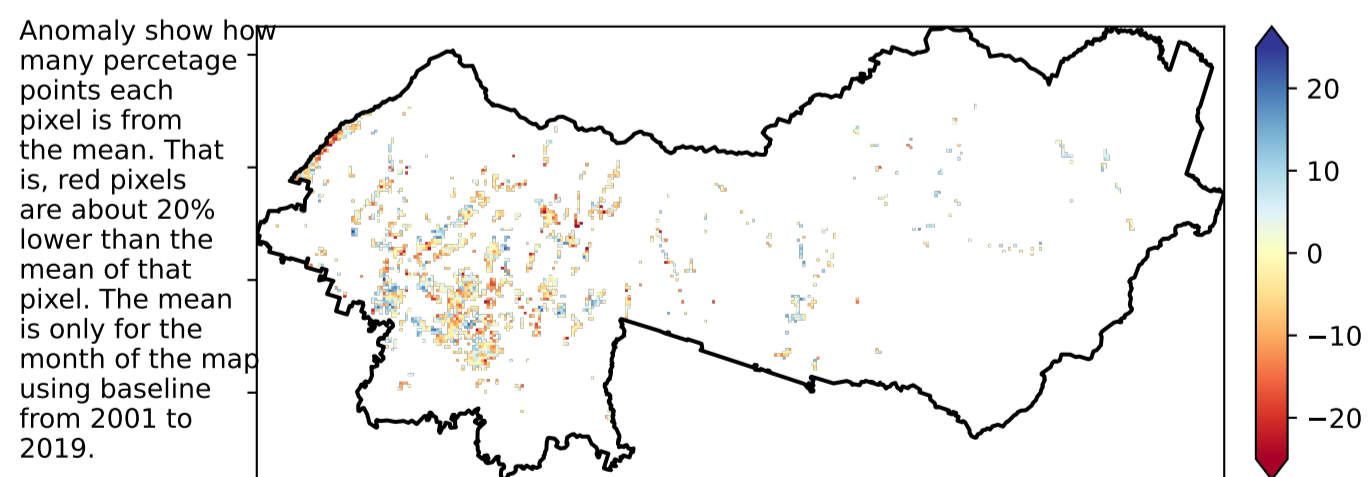 Anomaly show how
many percetage
points each
pixel is from
the mean. That
is, red pixels
are about 20%
lower than the
mean of that
pixel. The mean
is only for the
month of the map
using baseline
from 2001 to
2019.
20
10
0
−10
−20